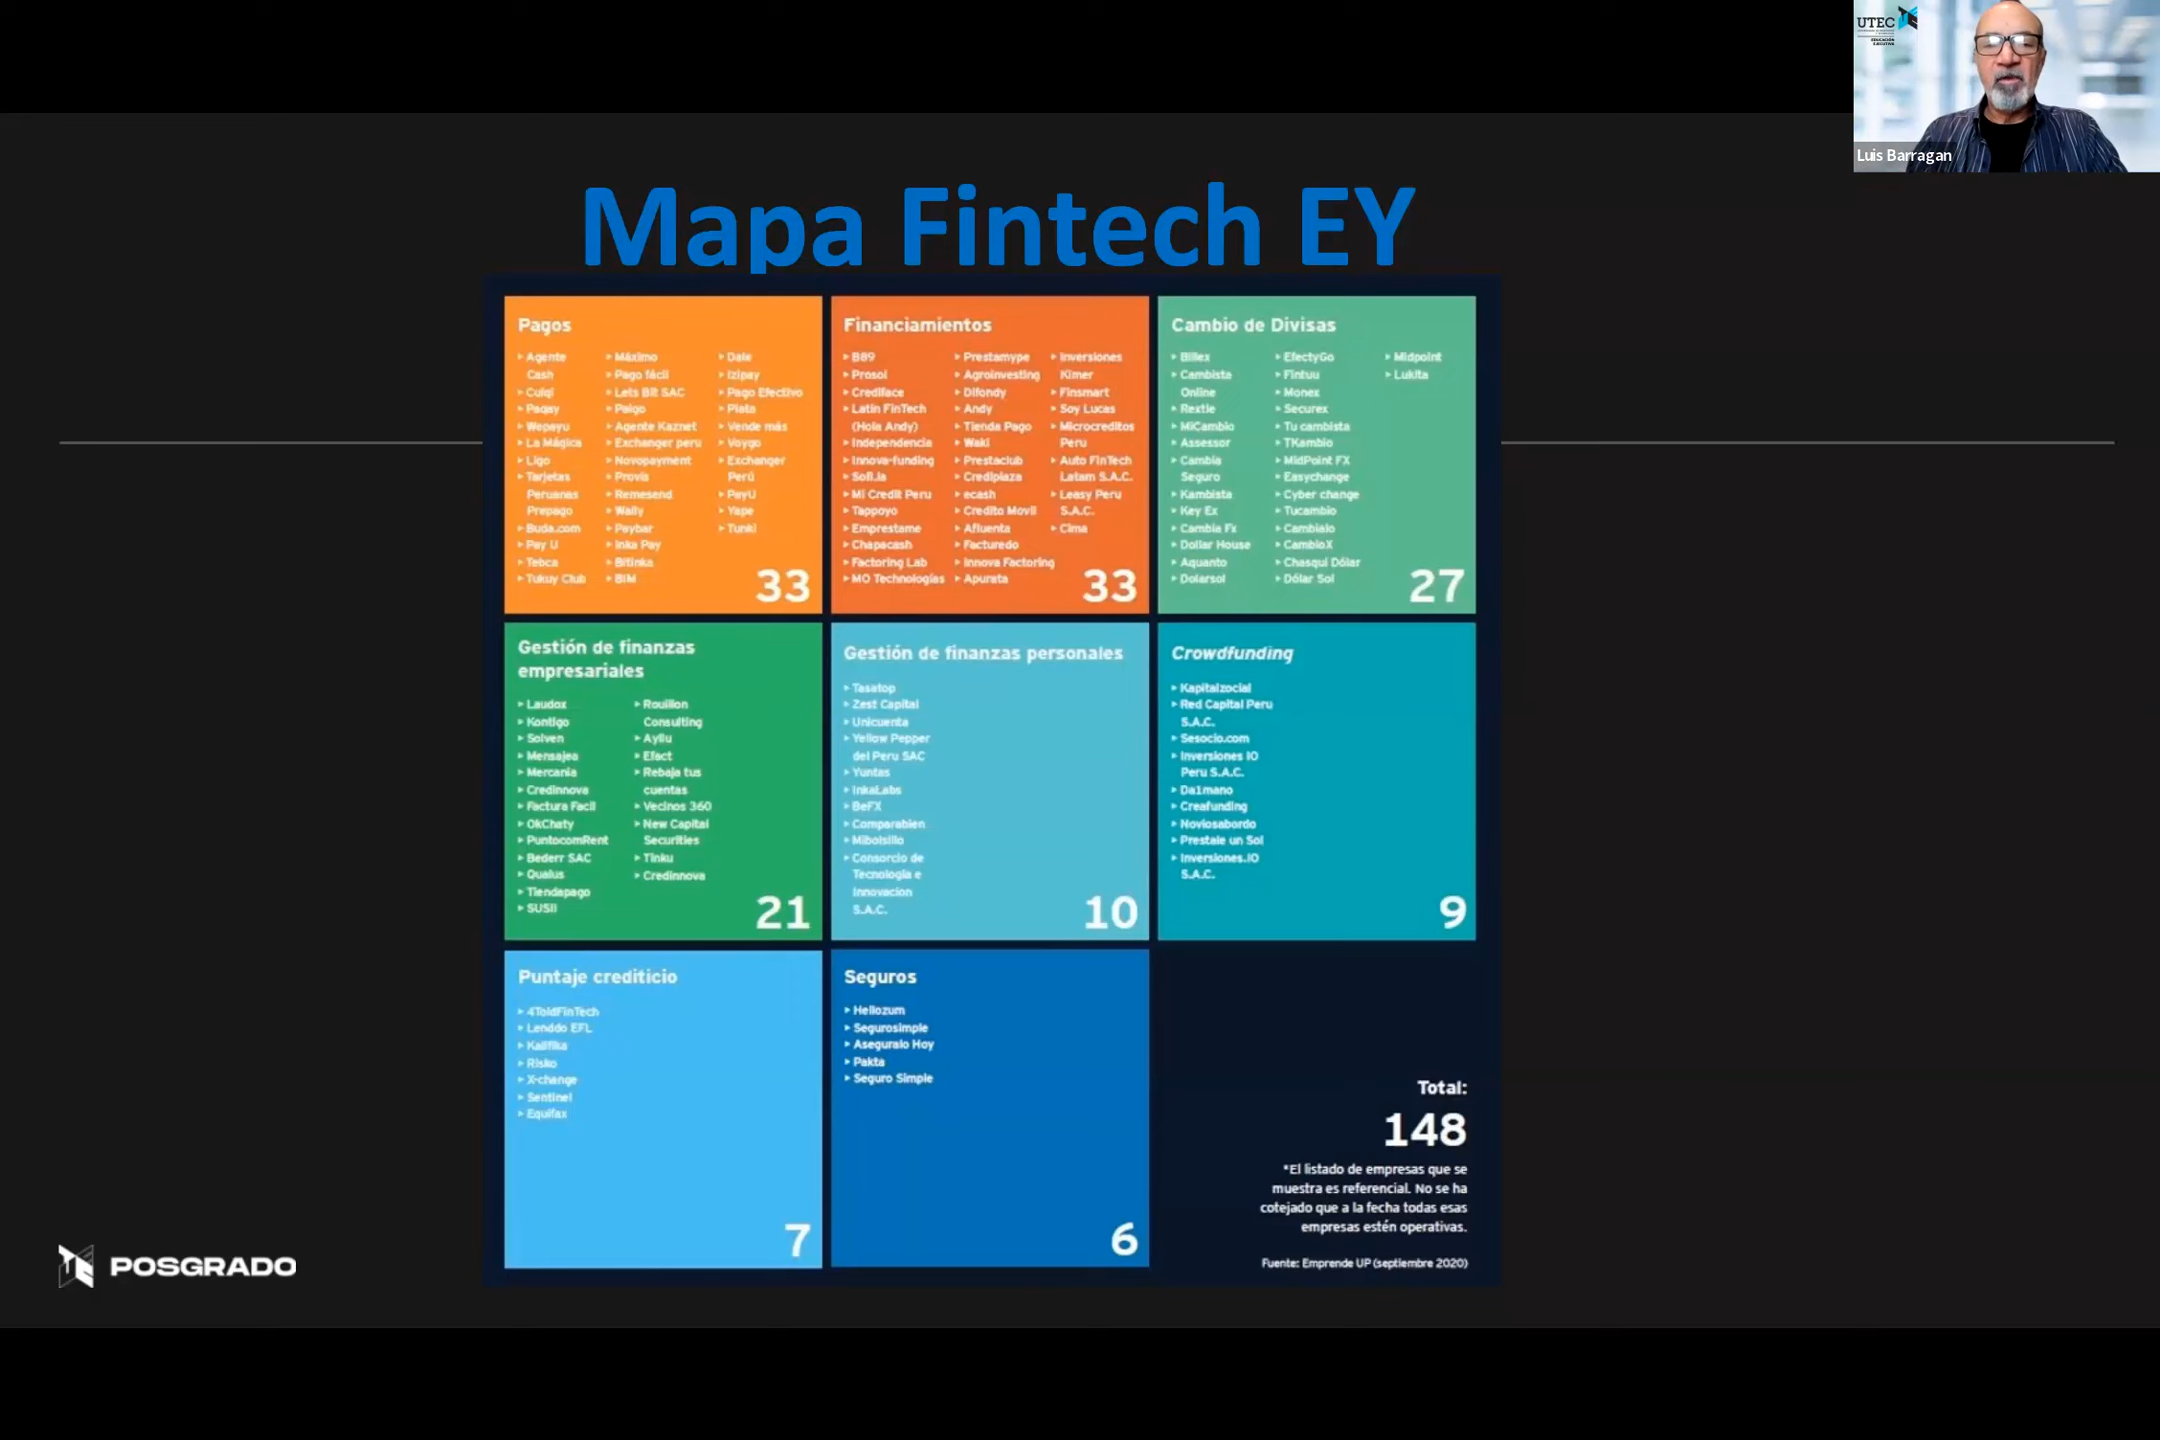 UTEC
Luis Barragan
Mapa Fintech EY
Pagos
Agente
Cash
Culqi
Pagay
Wepayu
La Mágica
Ligo
Tarjetas
Peruanas
Prepago
Buda.com
Pay U
Tebca
Tukuy Club
Máximo
Pago fácil
Lets Bit SAC
Paigo
Agente Kaznet
Exchanger peru
Novopayment
Provis
Remesend
Wally
Paybar
Inka Pay
Bitinka
BIM
Dale
Izipay
Pago Efectivo
Plata
Vende más
Voygo
Exchanger
Perú
PayU
Yape
Tunki
33
Financiamientos
B89
Prosol
Crediface
Latin FinTech
(Hola Andy)
Independencia
Innova-funding
Sofi.la
Mi Credit Peru
Tappoyo
Emprestame
Chapacash
Factoring Lab
MO Technologias
Prestamype
Agroinvesting
Difondy
Andy
Tienda Pago
Waki
Prestaclub
Crediplaza
ecash
Credito Movil
Afluenta
Facturedo
Innova Factoring
Apurata
Inversiones
Kimer
Finsmart
Soy Lucas
Microcreditos
Peru
Auto FinTech
Latam S.A.C.
Leasy Peru
S.A.C.
Cima
33
Cambio de Divisas
Billex
Cambista
Online
Rextie
MiCambio
Assessor
Cambia
Seguro
Kambista
Key Ex
Cambia Fx
Dollar House
Aquanto
Dolarsol
EfectyGo
Fintuu
Monex
Securex
Tu cambista
TKambio
MidPoint FX
Easychange
Cyber change
Tucambio
Cambialo
CambioX
Chasqui Dólar
Dólar Sol
Midpoint
Lukita
27
Gestión de finanzas
empresariales
Laudox
Kontigo
Solven
Mensajea
Mercania
Credinnova
Factura Facil
OkChaty
PuntocomRent
Bederr SAC
Qualus
Tiendapago
SUSII
Rouillon
Consulting
Ayllu
Efact
Rebaja tus
cuentas
Vecinos 360
New Capital
Securities
Tinku
Credinnova
21
Gestión de finanzas personales
Tasatop
Zest Capital
Unicuenta
Yellow Pepper
del Peru SAC
Yuntas
InkaLabs
BeFX
Comparabien
Mibolsillo
Consorcio de
Tecnologia e
Innovacion
S.A.C.
10
Crowdfunding
Kapitalzocial
Red Capital Peru
S.A.C.
Sesocio.com
Inversiones IO
Peru S.A.C.
Da1mano
Creafunding
Noviosabordo
Prestale un Sol
Inversiones.IO
S.A.C.
9
Puntaje crediticio
4ToldFinTech
Lenddo EFL
Kalifika
Risko
X-change
Sentinel
Equifax
7
Seguros
Hellozum
Segurosimple
Aseguralo Hoy
Pakta
Seguro Simple
6
Total:
148
*El listado de empresas que se
muestra es referencial. No se ha
cotejado que a la fecha todas esas
empresas estén operativas.
Fuente: Emprende UP (septiembre 2020)
POSGRADO